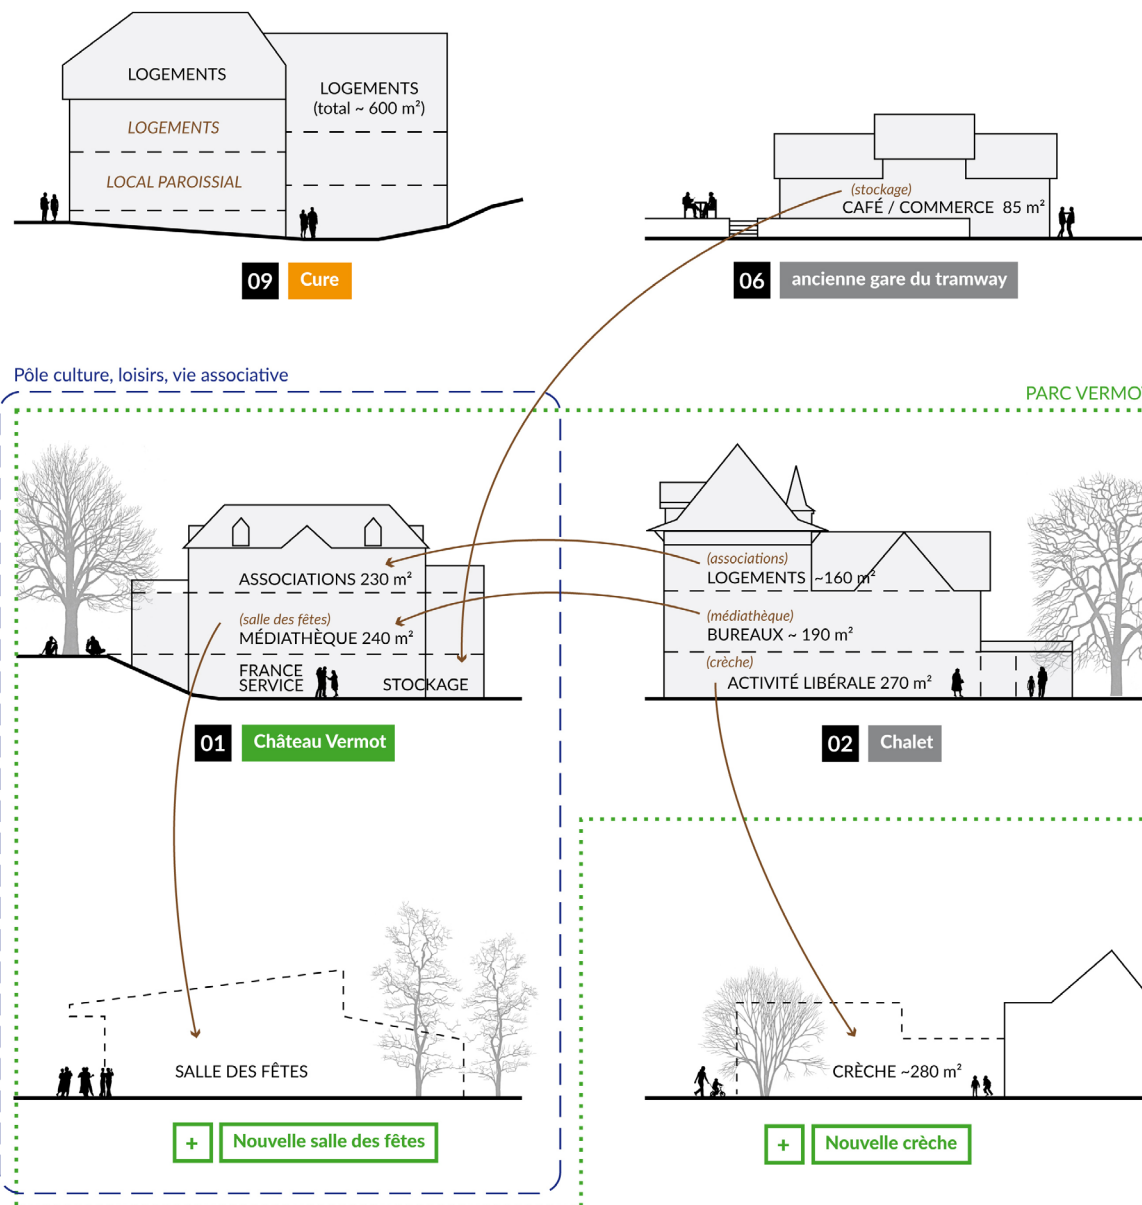 LOGEMENTS
LOGEMENTS
(total ~ 600 m²)
LOGEMENTS
LOCAL PAROISSIAL
09 Cure
(stockage)
CAFÉ / COMMERCE 85 m²
06 ancienne gare du tramway
Pôle culture, loisirs, vie associative
PARC VERMO
ASSOCIATIONS 230 m²
(salle des fêtes)
MÉDIATHÈQUE 240 m²
FRANCE
SERVICE
STOCKAGE
01 Château Vermot
(associations)
LOGEMENTS ~160 m²
(médiathèque)
BUREAUX ~ 190 m²
(crèche)
ACTIVITÉ LIBÉRALE 270 m²
02 Chalet
SALLE DES FÊTES
+ Nouvelle salle des fêtes
CRÈCHE ~280 m²
+ Nouvelle crèche